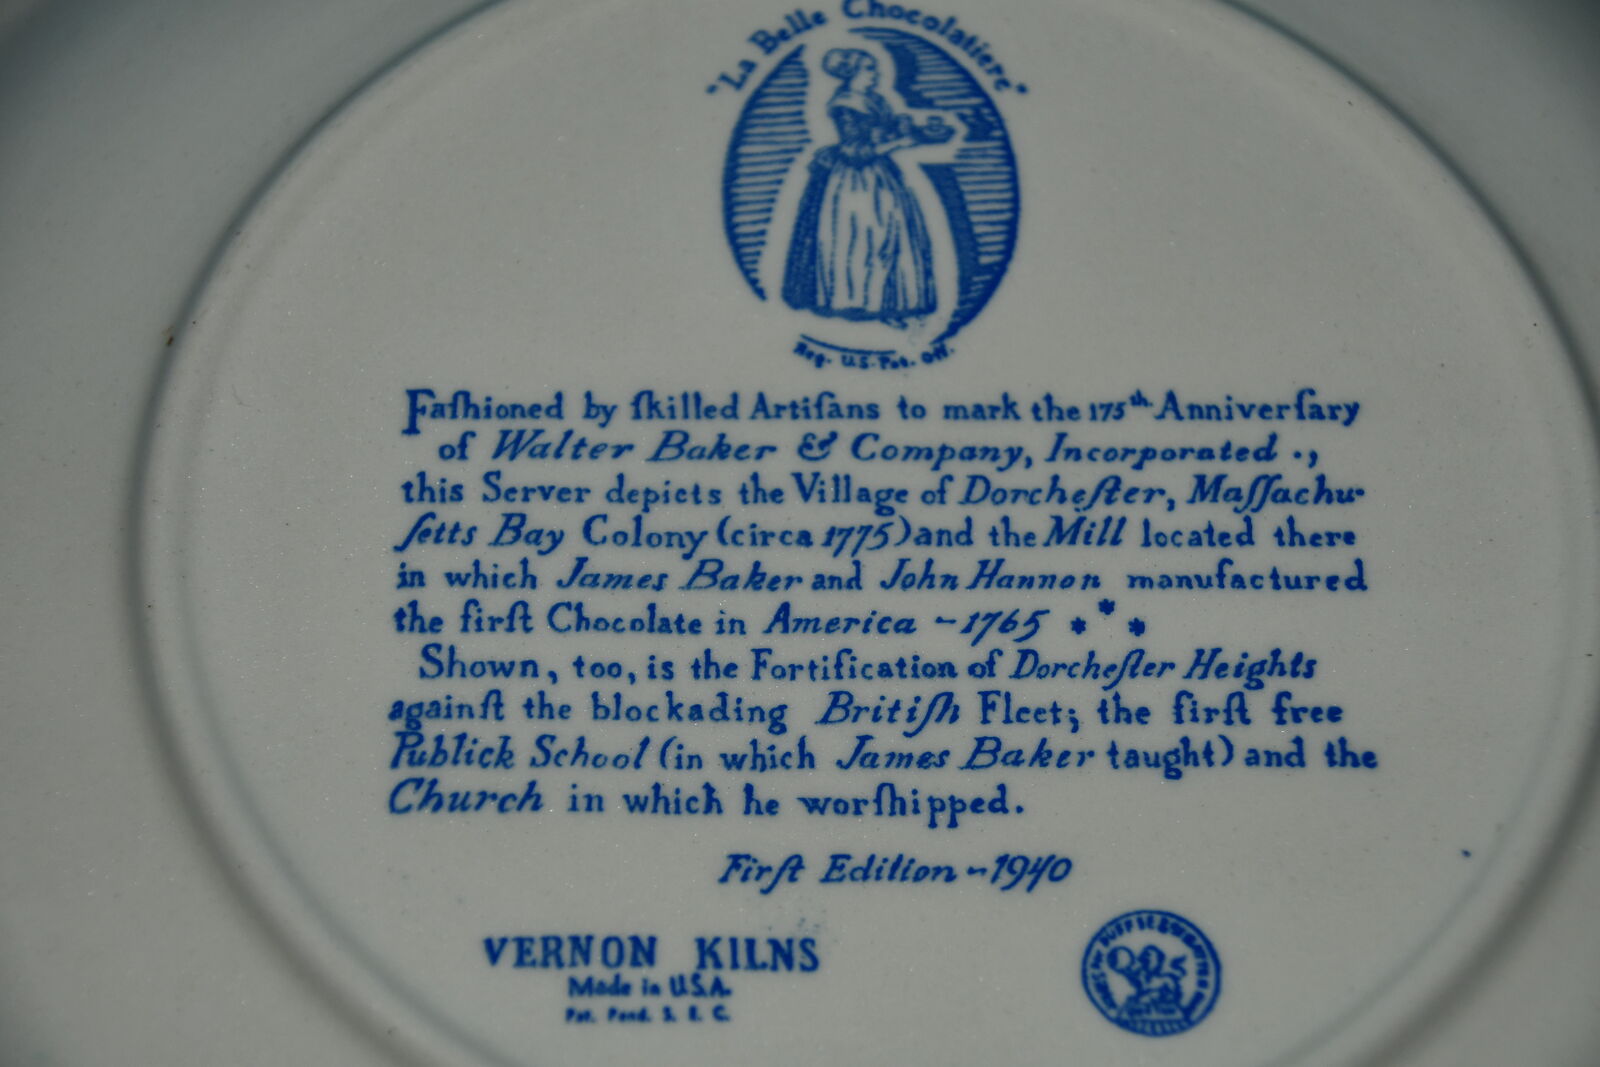 "La Belle Chocolatiere"
Reg. U.S. Pat. Off.
Faſhioned by ſkilled Artiſans to mark the 175th Anniverſary
of Walter Baker & Company, Incorporated .,
this Server depicts the Village of Dorcheſter, Maſſachu-
ſetts Bay Colony (circa 1775) and the Mill located there
in which James Baker and John Hannon manufactured
the firſt Chocolate in America ~ 1765 * * *
Shown, too, is the Fortification of Dorcheſter Heights
againſt the blockading Britiſh Fleet; the firſt free
Publick School (in which James Baker taught) and the
Church in which he worſhipped.
Firſt Edition ~ 1940
VERNON KILNS
Made in U.S.A.
Pat. Pend. S. E. C.